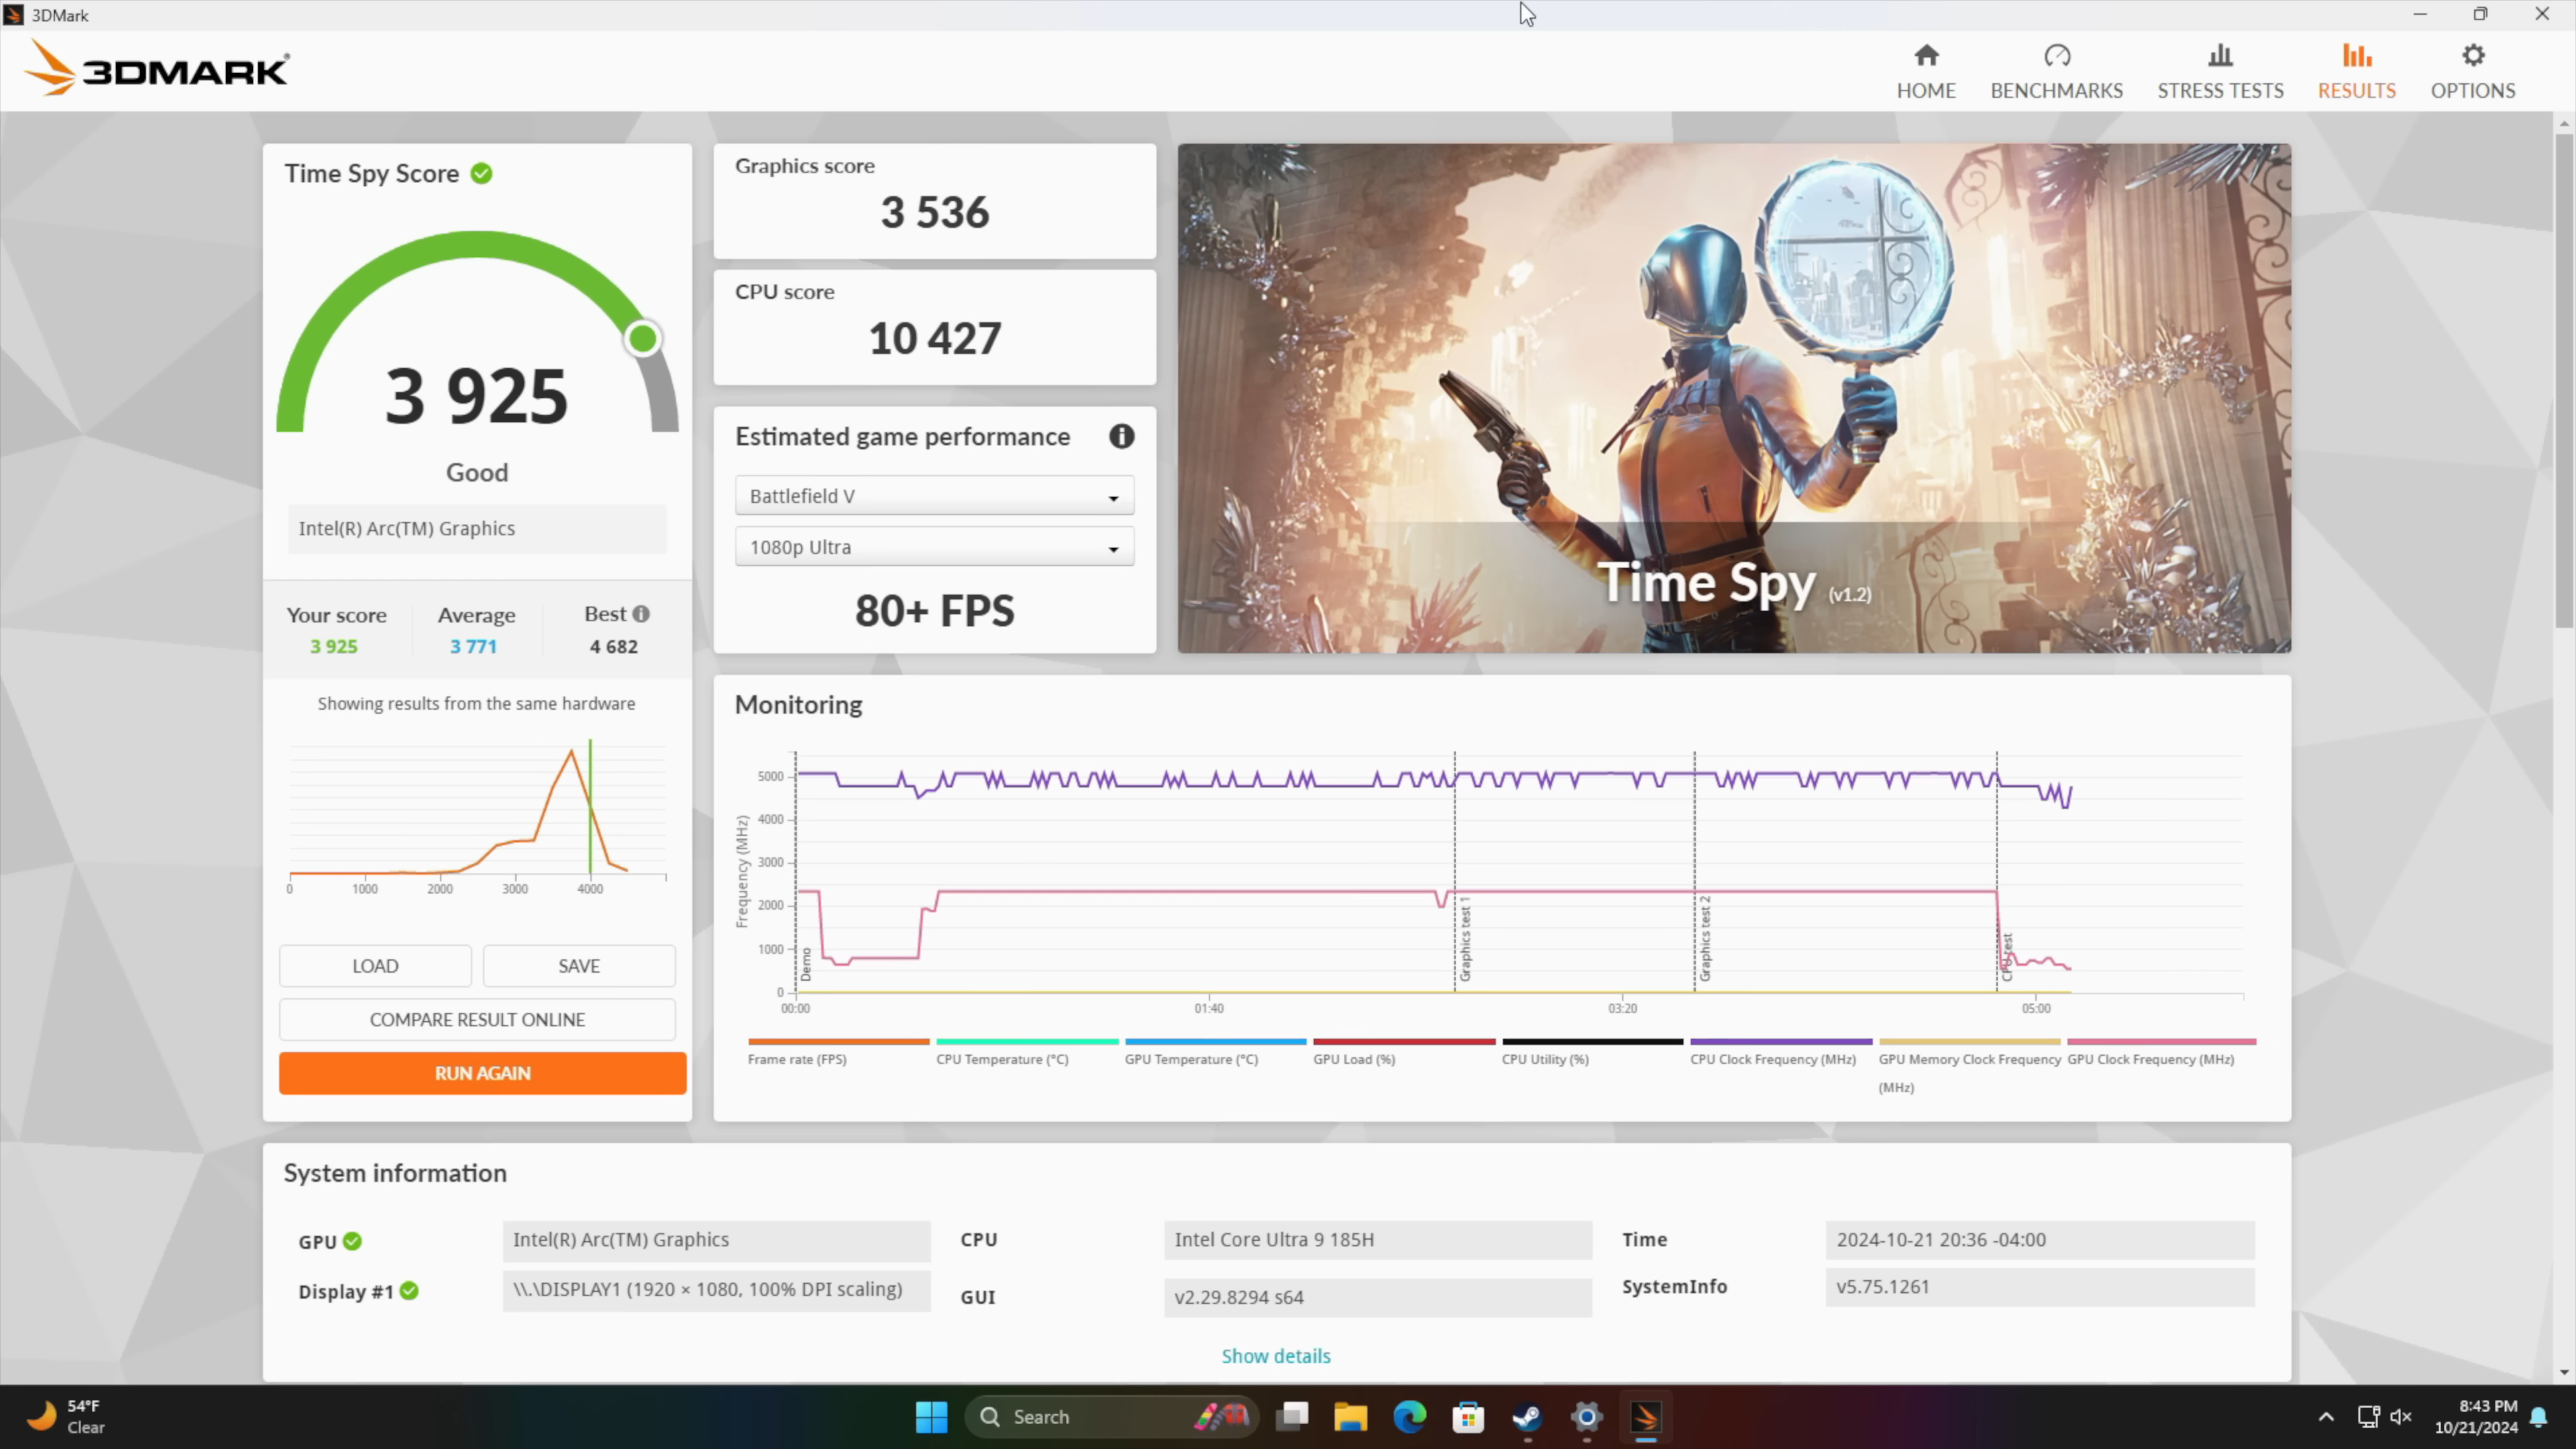 3DMark
3DMARK
HOME
BENCHMARKS
STRESS TESTS
RESULTS
OPTIONS
Time Spy Score
3 925
Good
Intel(R) Arc(TM) Graphics
Your score
Average
Best
3 925
3 771
4 682
Showing results from the same hardware
0
1000
2000
3000
4000
LOAD
SAVE
COMPARE RESULT ONLINE
RUN AGAIN
Graphics score
3 536
CPU score
10 427
Estimated game performance
Battlefield V
1080p Ultra
80+ FPS
Time Spy (v1.2)
Monitoring
Frequency (MHz)
5000
4000
3000
2000
1000
0
Demo
Graphics test 1
Graphics test 2
CPU test
00:00
01:40
03:20
05:00
Frame rate (FPS)
CPU Temperature (°C)
GPU Temperature (°C)
GPU Load (%)
CPU Utility (%)
CPU Clock Frequency (MHz)
GPU Memory Clock Frequency
(MHz)
GPU Clock Frequency (MHz)
System information
GPU
Intel(R) Arc(TM) Graphics
Display #1
\\.\DISPLAY1 (1920 × 1080, 100% DPI scaling)
CPU
Intel Core Ultra 9 185H
GUI
v2.29.8294 s64
Time
2024-10-21 20:36 -04:00
SystemInfo
v5.75.1261
Show details
54°F
Clear
Search
8:43 PM
10/21/2024